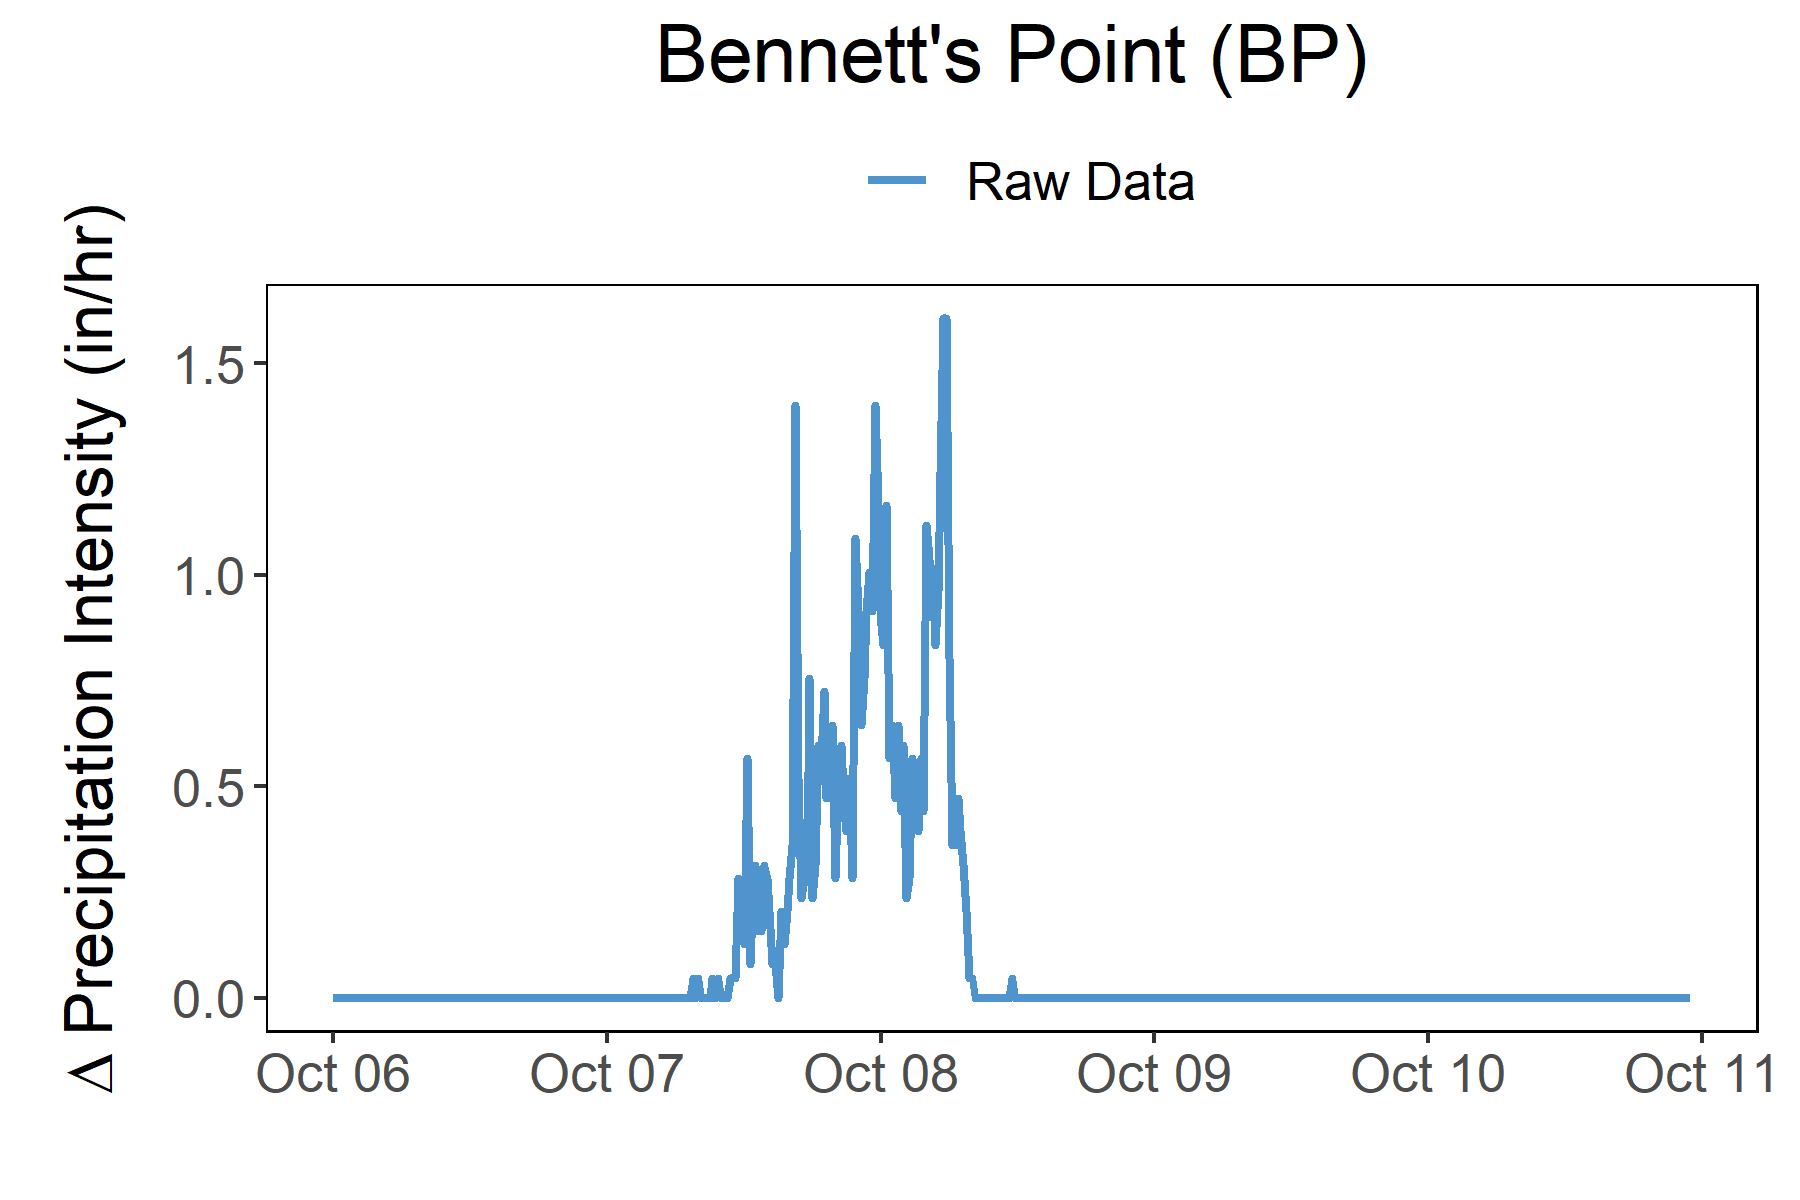 Bennett's Point (BP)
Raw Data
Δ Precipitation Intensity (in/hr)
1.5
1.0
0.5
0.0
Oct 06 Oct 07 Oct 08 Oct 09 Oct 10 Oct 11